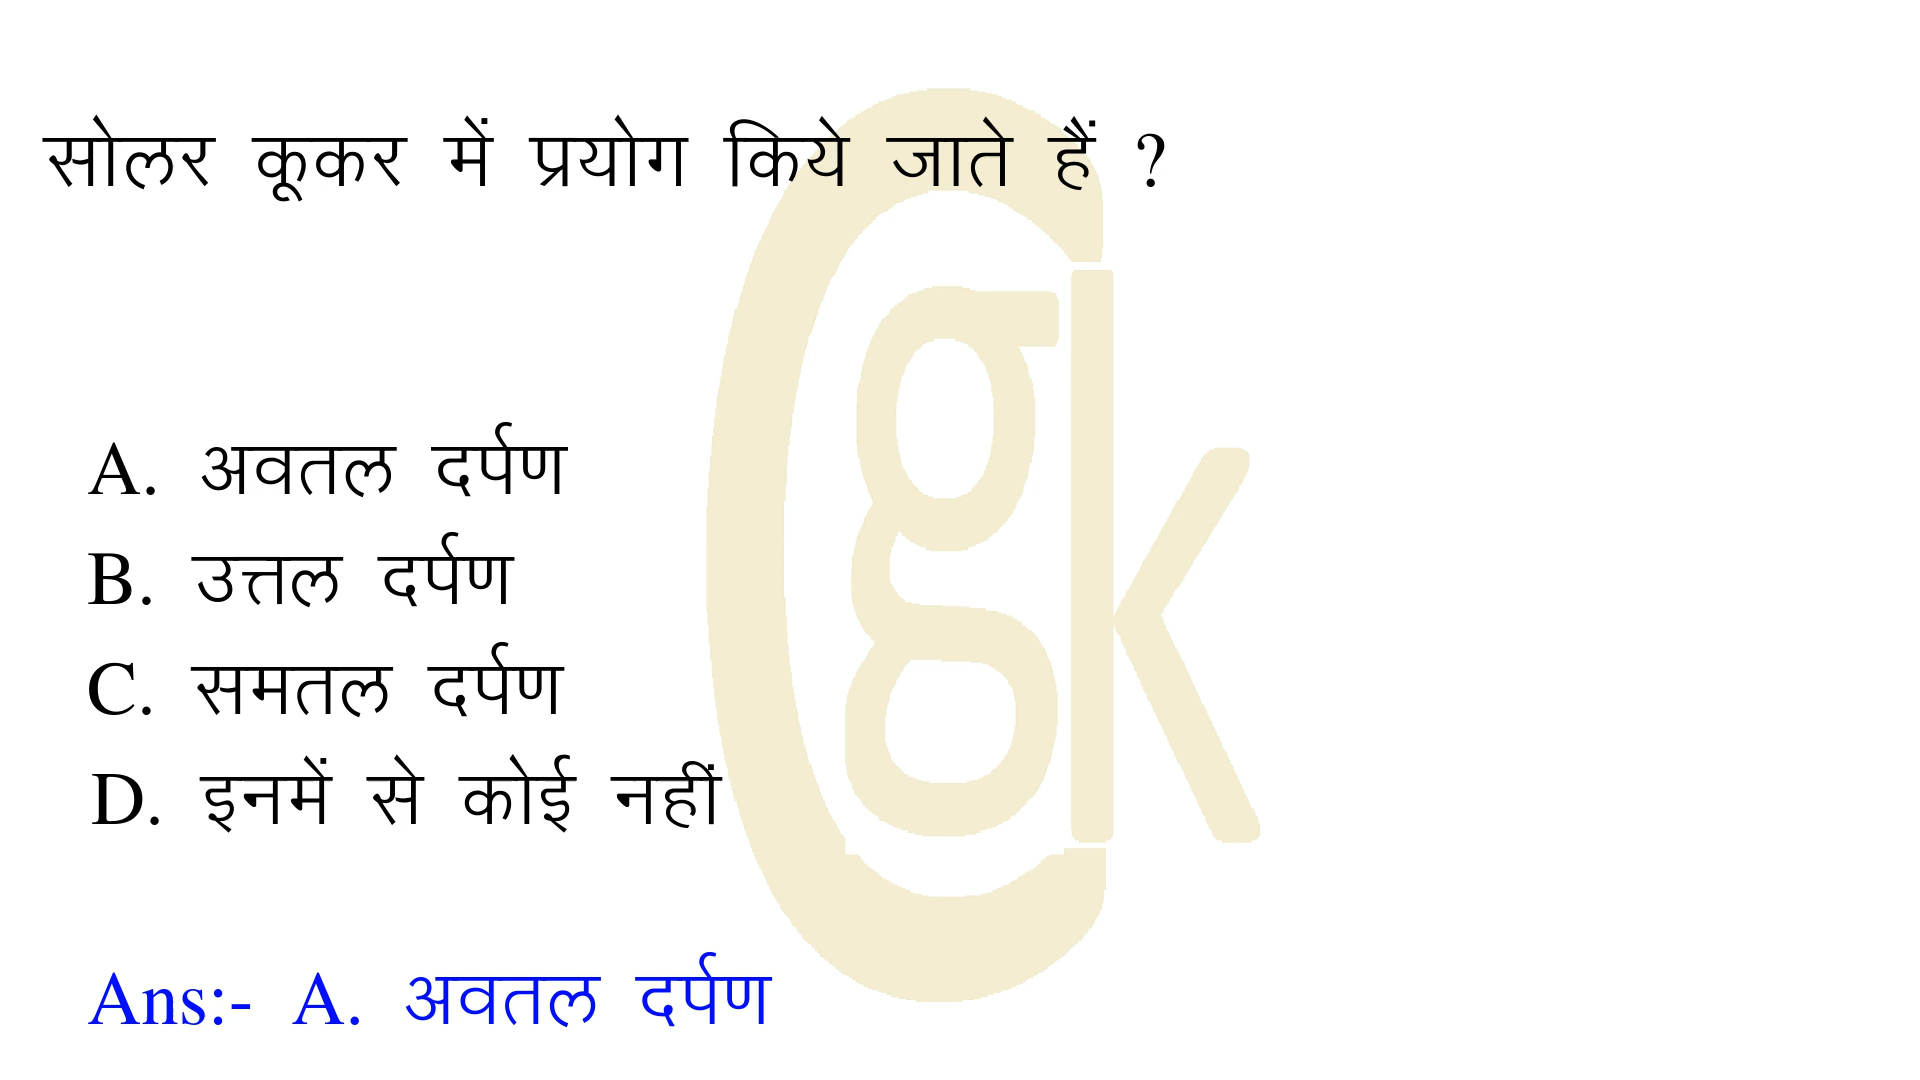 सोलर कूकर में प्रयोग किये जाते हैं ?
A. अवतल दर्पण
B. उत्तल दर्पण
C. समतल दर्पण
D. इनमें से कोई नहीं
Ans:- A. अवतल दर्पण
Cgk